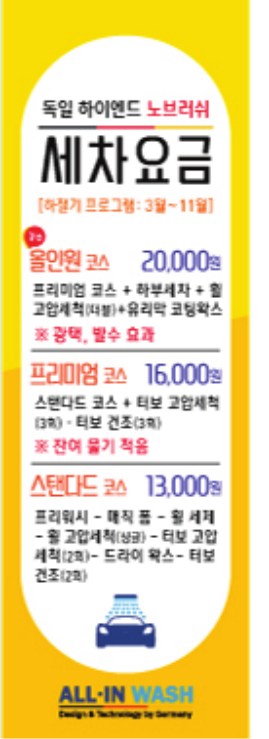 독일 하이엔드 노브러쉬
세차요금
[하절기 프로그램: 3월~11월]
추천
올인원 코스 20,000원
프리미엄 코스 + 하부세차 + 휠
고압세척(더블)+유리막 코팅왁스
※ 광택, 발수 효과
프리미엄 코스 16,000원
스탠다드 코스 + 터보 고압세척
(3회) - 터보 건조(3회)
※ 잔여 물기 적음
스탠다드 코스 13,000원
프리워시 - 매직 폼 - 휠 세제
- 휠 고압세척(싱글) - 터보 고압
세척(2회)- 드라이 왁스- 터보
건조(2회)
ALL-IN WASH
Design & Technology by Germany